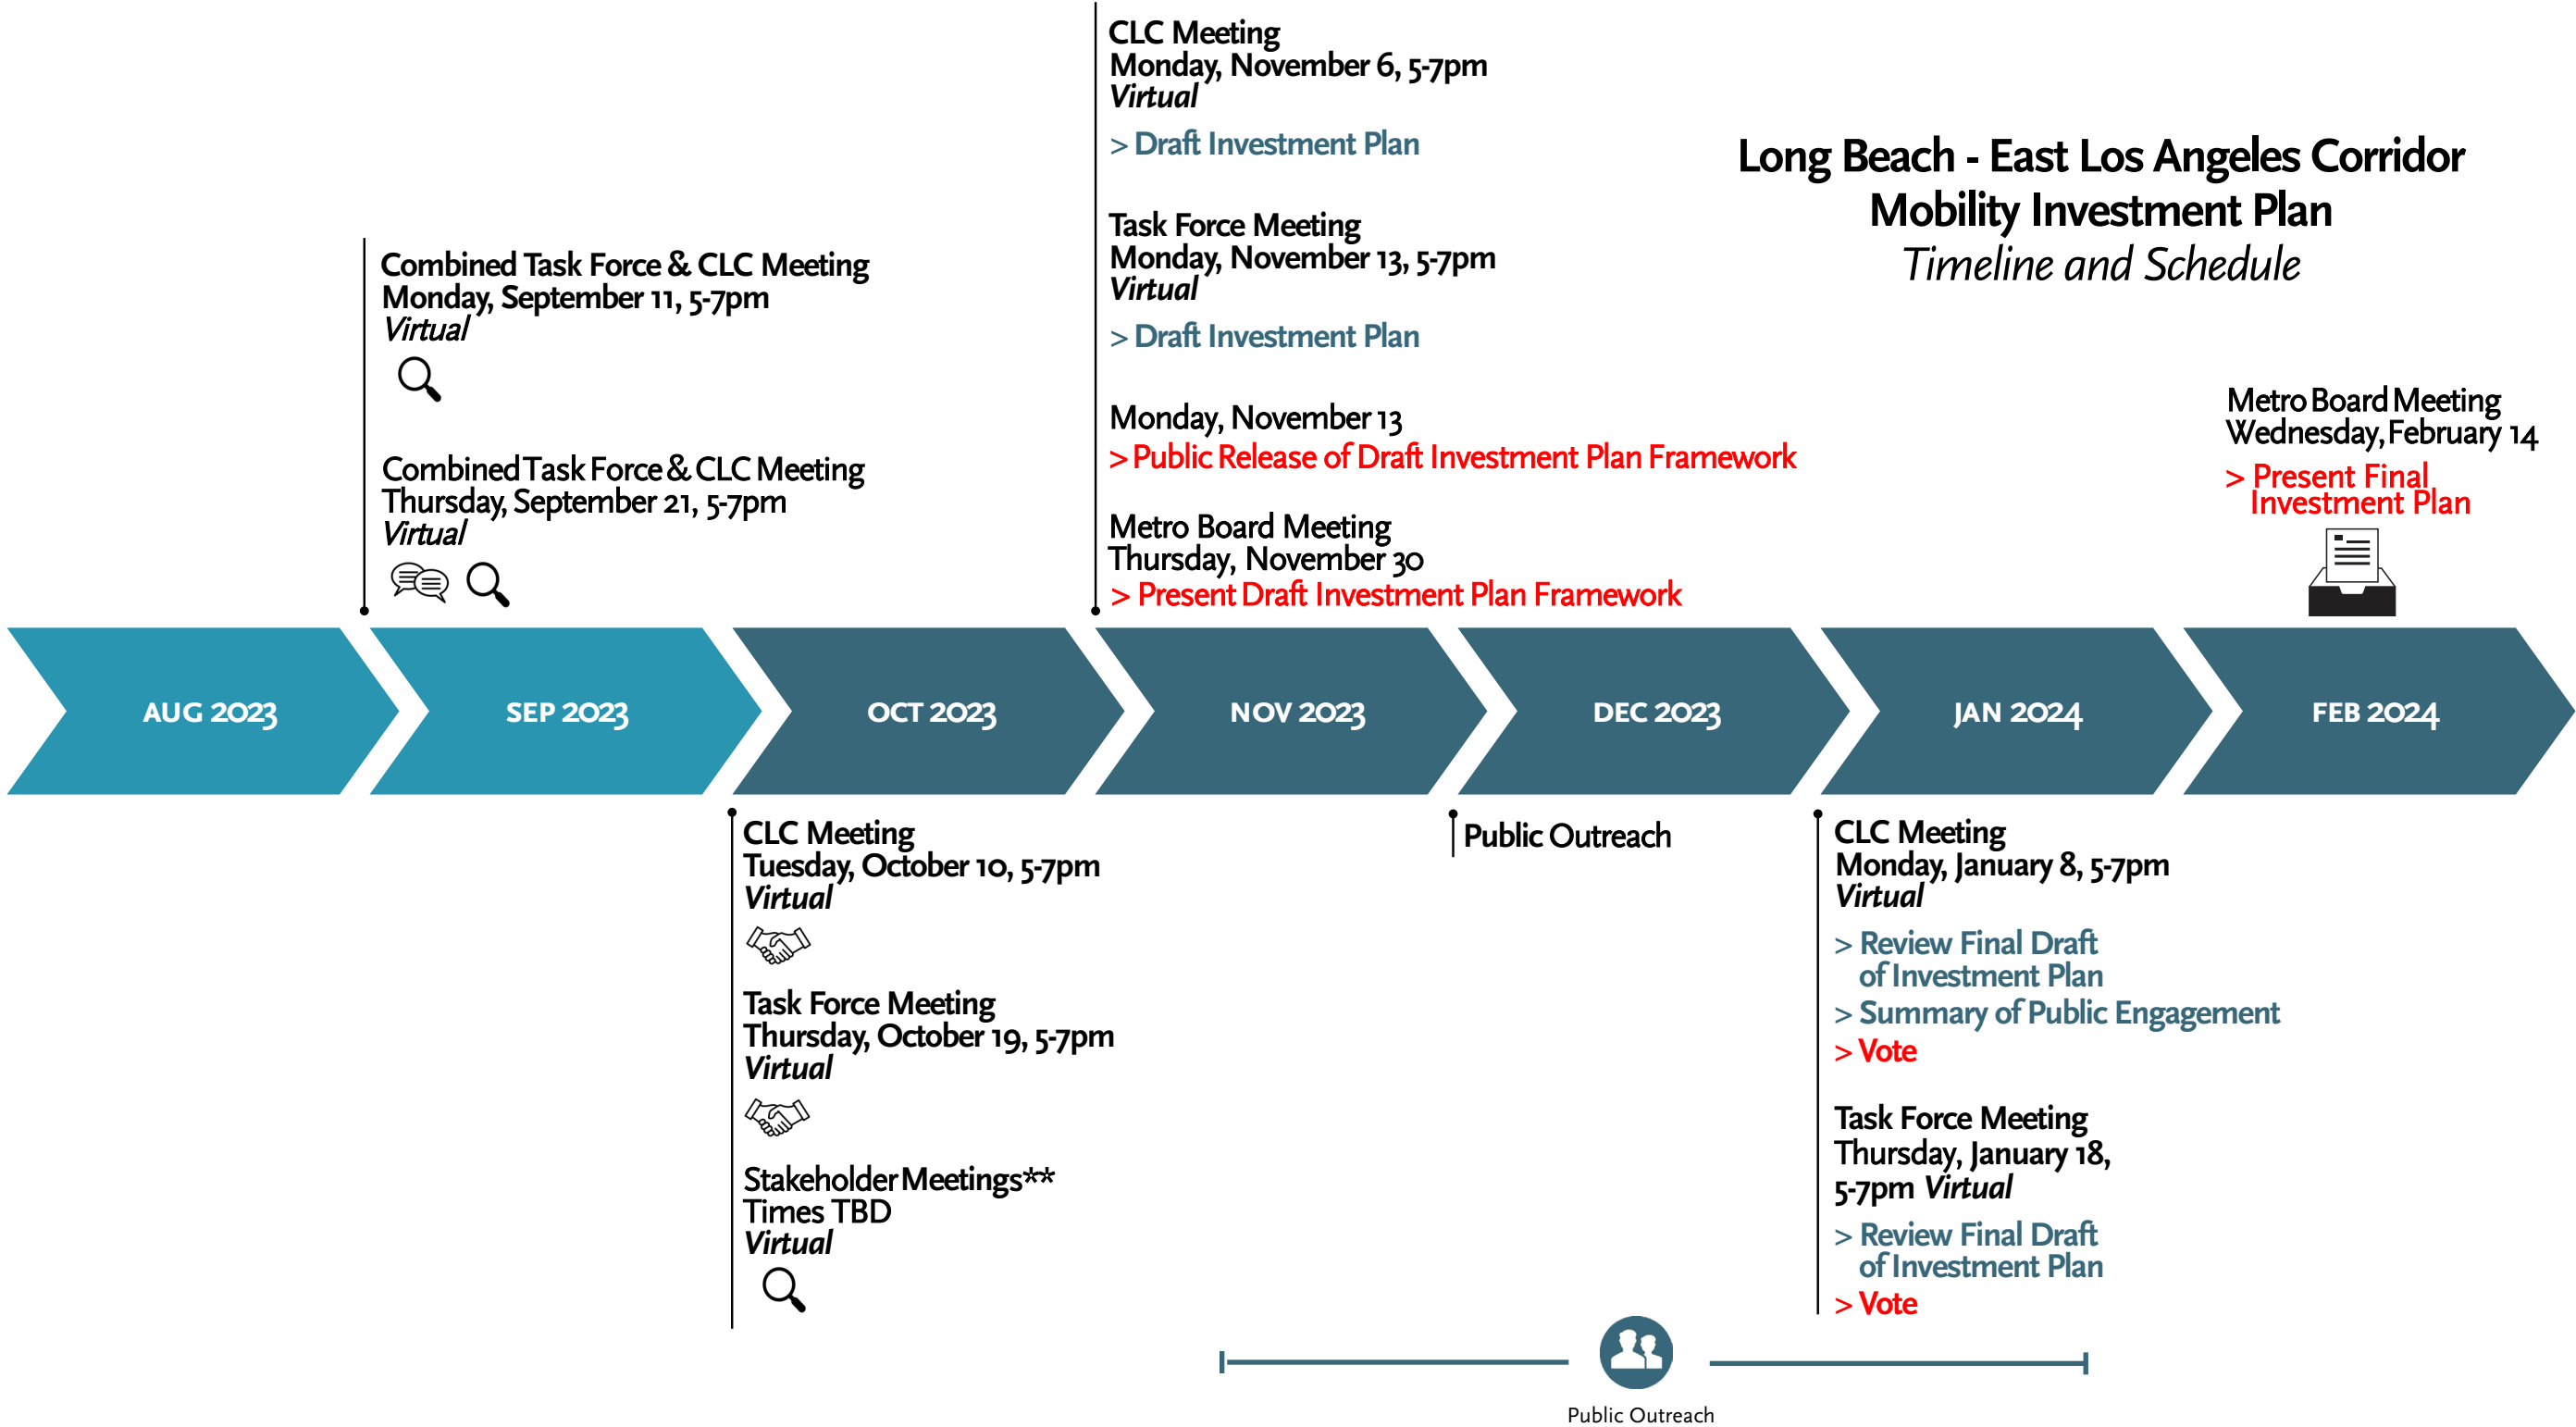 Long Beach - East Los Angeles Corridor
Mobility Investment Plan
Timeline and Schedule
Combined Task Force & CLC Meeting
Monday, September 11, 5-7pm
Virtual
Combined Task Force & CLC Meeting
Thursday, September 21, 5-7pm
Virtual
CLC Meeting
Monday, November 6, 5-7pm
Virtual
> Draft Investment Plan
Task Force Meeting
Monday, November 13, 5-7pm
Virtual
> Draft Investment Plan
Monday, November 13
> Public Release of Draft Investment Plan Framework
Metro Board Meeting
Thursday, November 30
> Present Draft Investment Plan Framework
Metro Board Meeting
Wednesday, February 14
> Present Final
Investment Plan
AUG 2023
SEP 2023
OCT 2023
NOV 2023
DEC 2023
JAN 2024
FEB 2024
CLC Meeting
Tuesday, October 10, 5-7pm
Virtual
Task Force Meeting
Thursday, October 19, 5-7pm
Virtual
Stakeholder Meetings**
Times TBD
Virtual
Public Outreach
CLC Meeting
Monday, January 8, 5-7pm
Virtual
> Review Final Draft
of Investment Plan
> Summary of Public Engagement
> Vote
Task Force Meeting
Thursday, January 18,
5-7pm Virtual
> Review Final Draft
of Investment Plan
> Vote
Public Outreach